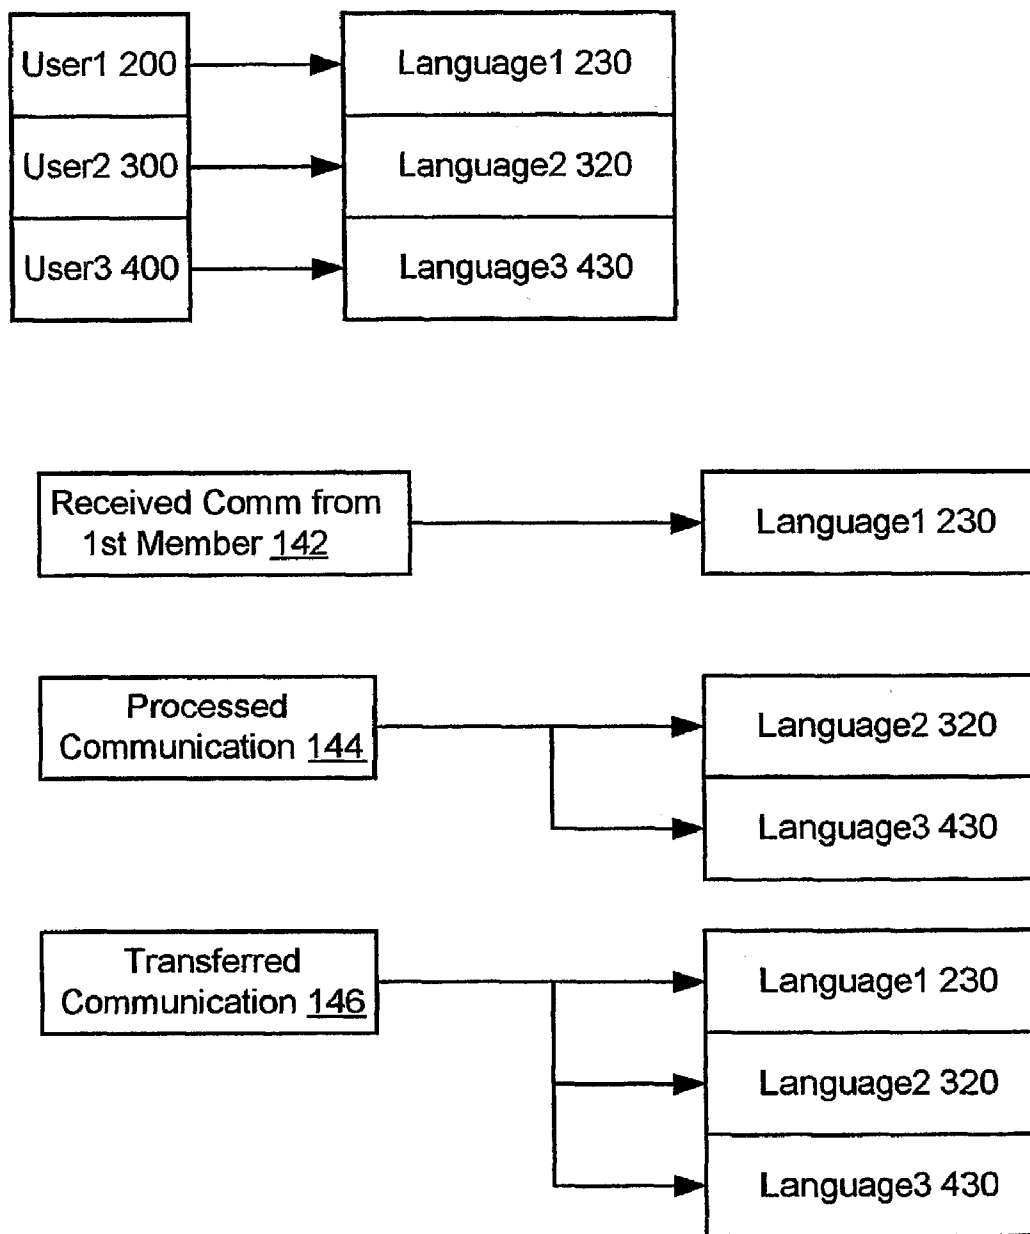 User1 200
Language1 230
User2 300
Language2 320
User3 400
Language3 430
Received Comm from
1st Member 142
Language1 230
Processed
Communication 144
Language2 320
Language3 430
Transferred
Communication 146
Language1 230
Language2 320
Language3 430